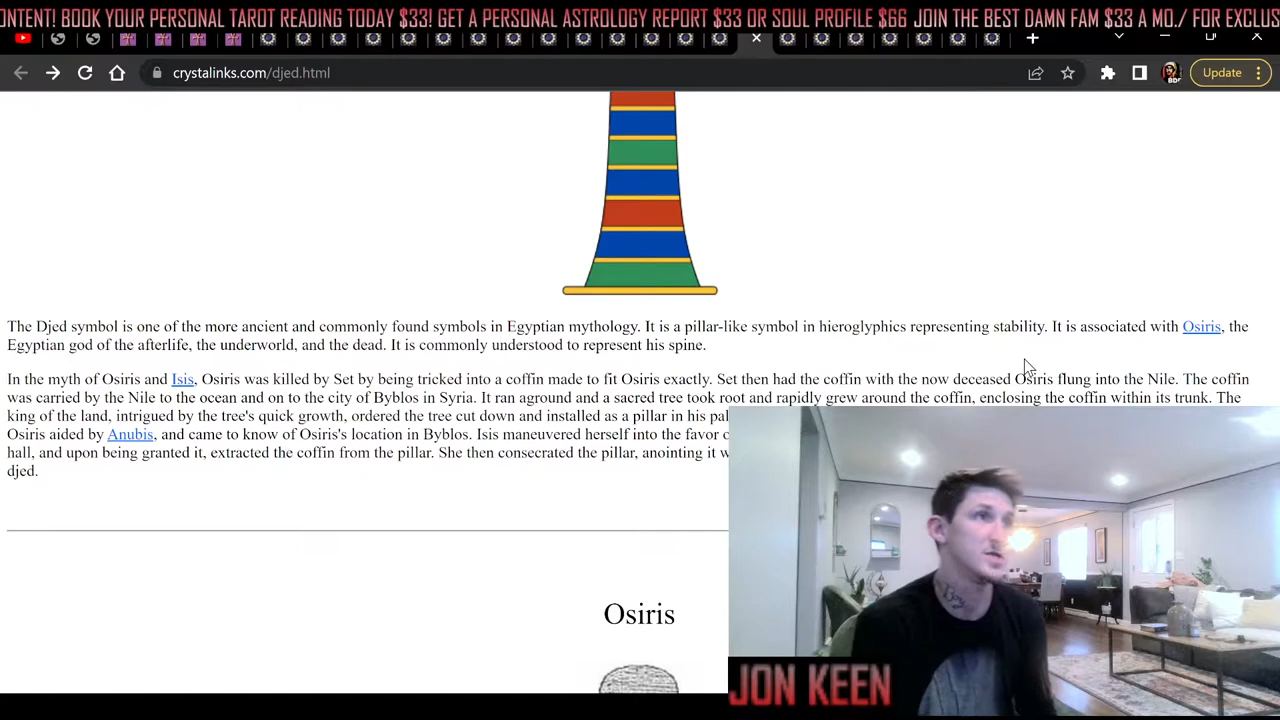 ONTENT! BOOK YOUR PERSONAL TAROT READING TODAY $33! GET A PERSONAL ASTROLOGY REPORT $33 OR SOUL PROFILE $66 JOIN THE BEST DAMN FAM $33 A MO./ FOR EXCLUS
crystalinks.com/djed.html
Update
The Djed symbol is one of the more ancient and commonly found symbols in Egyptian mythology. It is a pillar-like symbol in hieroglyphics representing stability. It is associated with Osiris, the
Egyptian god of the afterlife, the underworld, and the dead. It is commonly understood to represent his spine.
In the myth of Osiris and Isis, Osiris was killed by Set by being tricked into a coffin made to fit Osiris exactly. Set then had the coffin with the now deceased Osiris flung into the Nile. The coffin
was carried by the Nile to the ocean and on to the city of Byblos in Syria. It ran aground and a sacred tree took root and rapidly grew around the coffin, enclosing the coffin within its trunk. The
king of the land, intrigued by the tree's quick growth, ordered the tree cut down and installed as a pillar in his pal
Osiris aided by Anubis, and came to know of Osiris's location in Byblos. Isis maneuvered herself into the favor o
hall, and upon being granted it, extracted the coffin from the pillar. She then consecrated the pillar, anointing it w
djed.
Osiris
JON KEEN